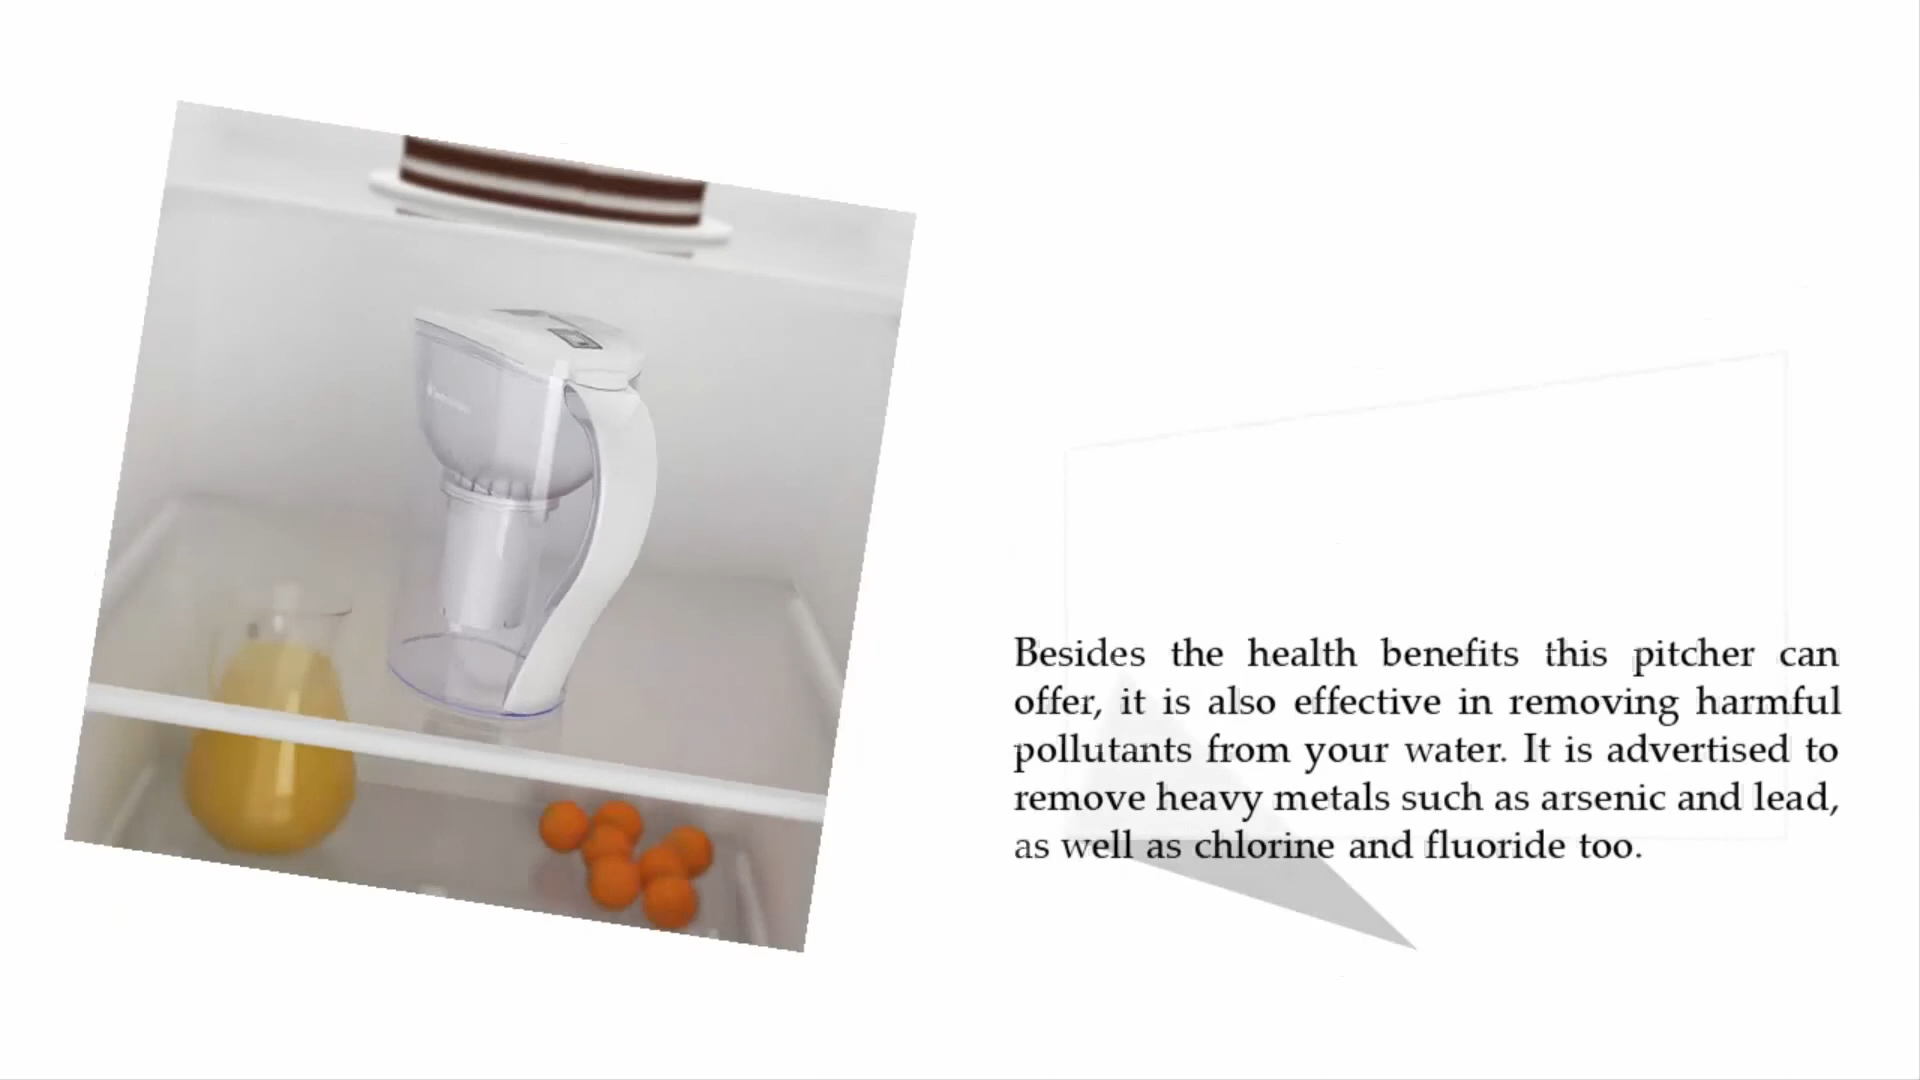 Besides the health benefits this pitcher can
offer, it is also effective in removing harmful
pollutants from your water. It is advertised to
remove heavy metals such as arsenic and lead,
as well as chlorine and fluoride too.